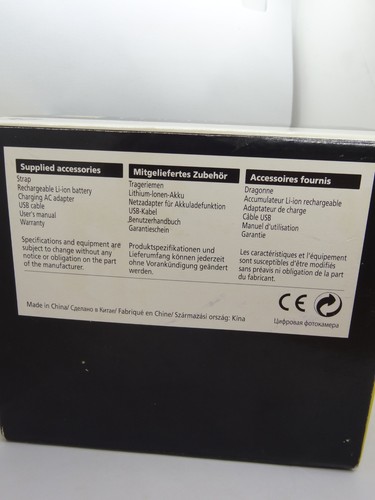 Supplied accessories
Strap
Rechargeable Li-ion battery
Charging AC adapter
USB cable
User's manual
Warranty
Specifications and equipment are
subject to change without any
notice or obligation on the part
of the manufacturer.
Mitgeliefertes Zubehör
Trageriemen
Lithium-Ionen-Akku
Netzadapter für Akkuladefunktion
USB-Kabel
Benutzerhandbuch
Garantieschein
Produktspezifikationen und
Lieferumfang können jederzeit
ohne Vorankündigung geändert
werden.
Accessoires fournis
Dragonne
Accumulateur Li-ion rechargeable
Adaptateur de charge
Câble USB
Manuel d'utilisation
Garantie
Les caractéristiques et l'équipement
sont susceptibles d'être modifiés
sans préavis ni obligation de la part
du fabricant.
CE
Made in China/ Сделано в Китае/ Fabriqué en Chine/ Származási ország: Kína
Цифровая фотокамера